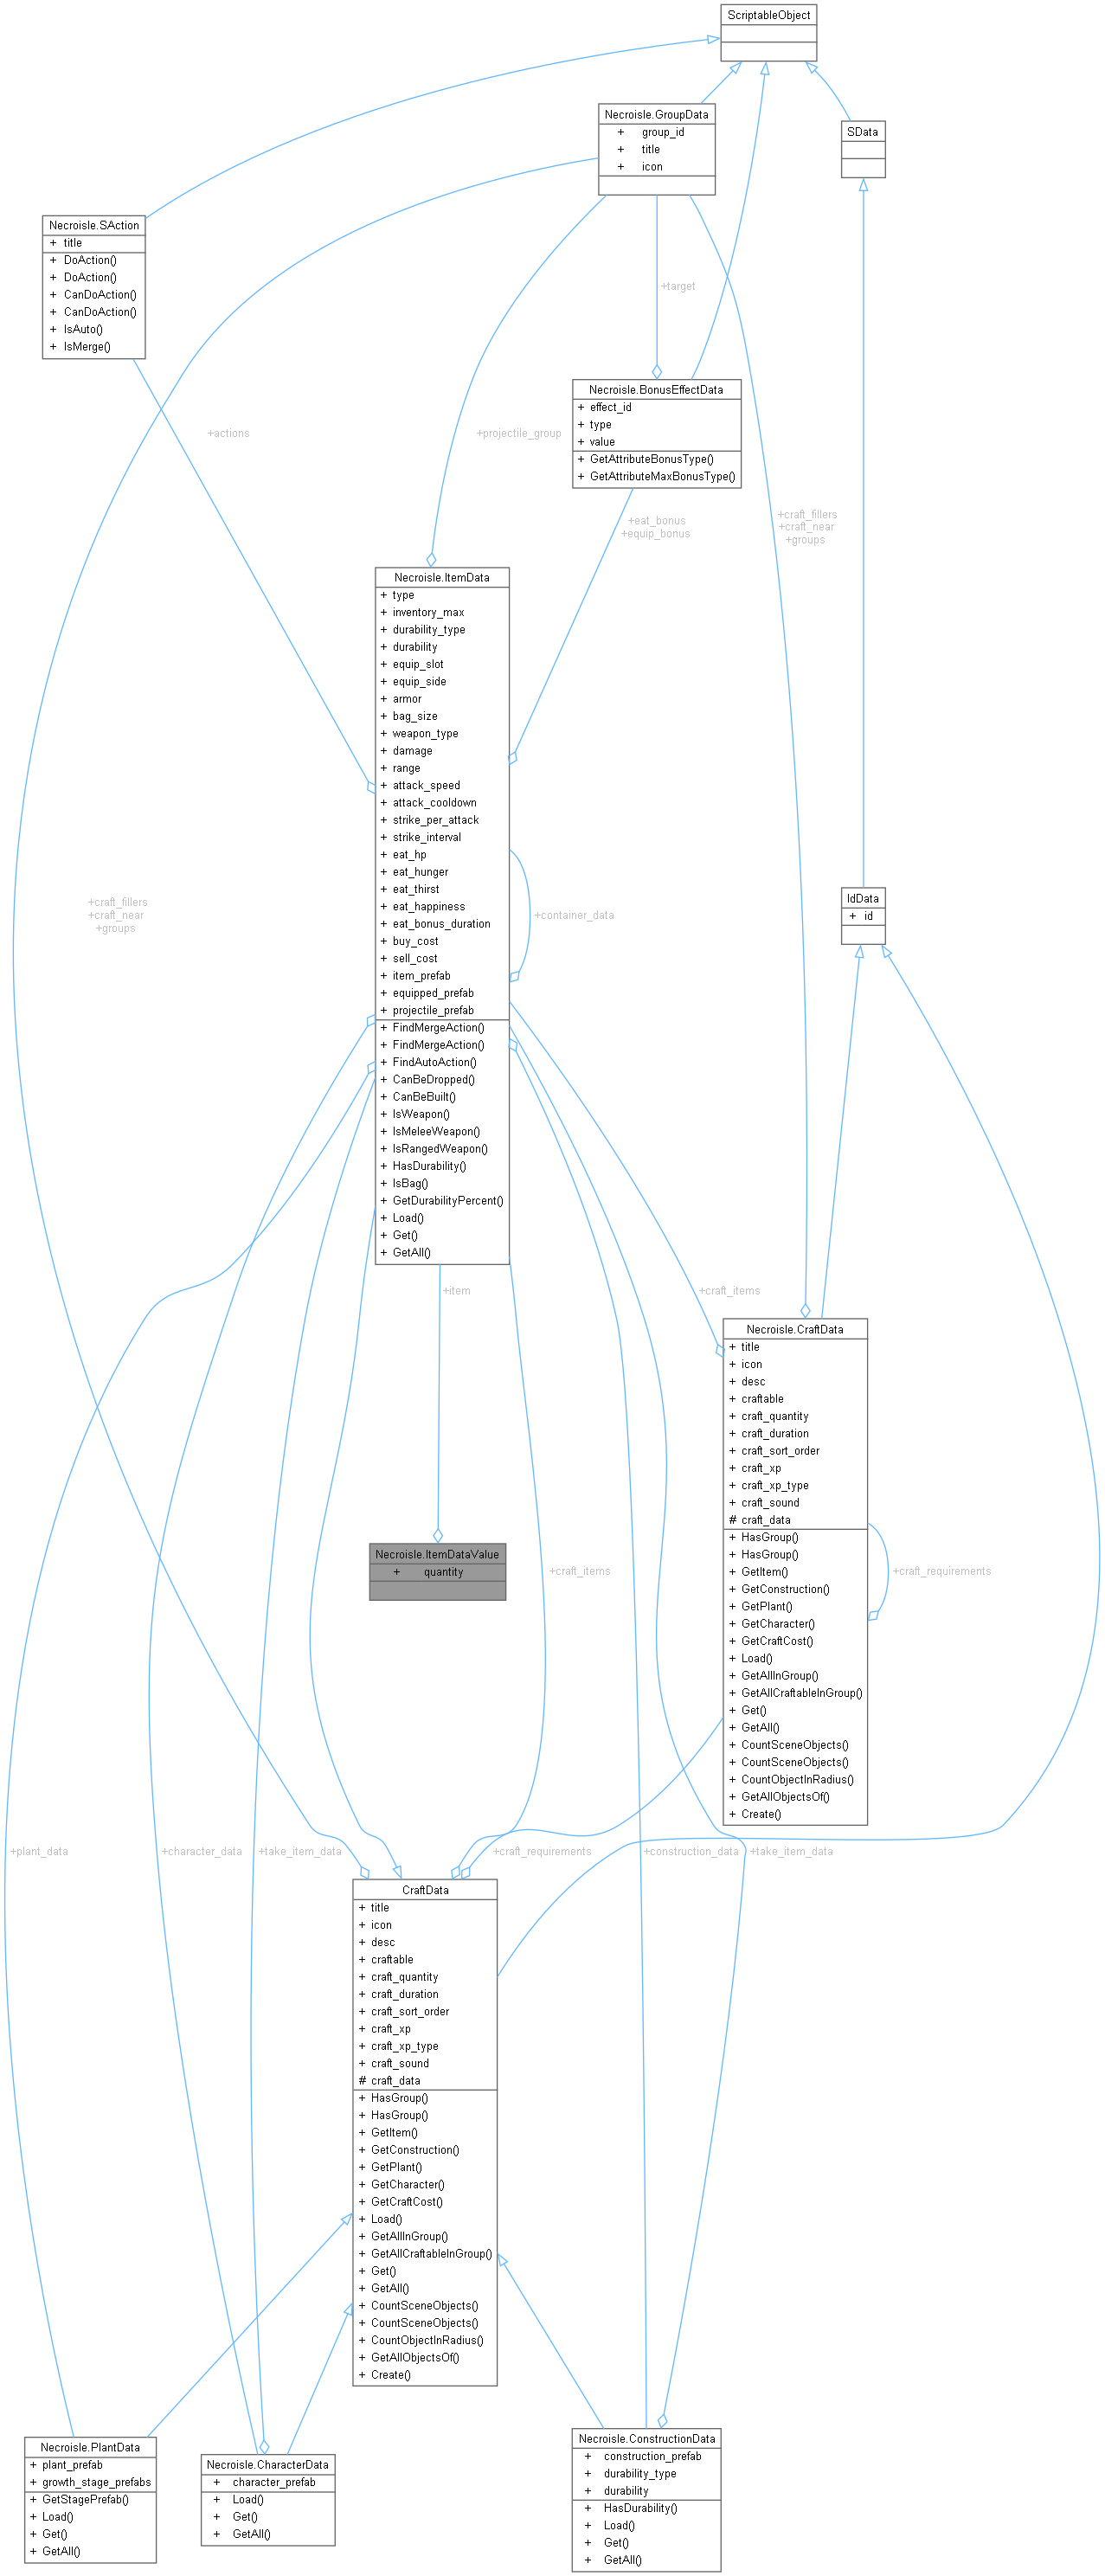 ScriptableObject
Necroisle.GroupData
+ group_id
+ title
+ icon
SData
Necroisle.SAction
+ title
+ DoAction()
+ DoAction()
+ CanDoAction()
+ CanDoAction()
+ IsAuto()
+ IsMerge()
+target
Necroisle.BonusEffectData
+ effect_id
+ type
+ value
+ GetAttributeBonusType()
+ GetAttributeMaxBonusType()
+actions
+projectile_group
+eat_bonus
+equip_bonus
+craft_fillers
+craft_near
+groups
Necroisle.ItemData
+ type
+ inventory_max
+ durability_type
+ durability
+ equip_slot
+ equip_side
+ armor
+ bag_size
+ weapon_type
+ damage
+ range
+ attack_speed
+ attack_cooldown
+ strike_per_attack
+ strike_interval
+ eat_hp
+ eat_hunger
+ eat_thirst
+ eat_happiness
+ eat_bonus_duration
+ buy_cost
+ sell_cost
+ item_prefab
+ equipped_prefab
+ projectile_prefab
+ FindMergeAction()
+ FindMergeAction()
+ FindAutoAction()
+ CanBeDropped()
+ CanBeBuilt()
+ IsWeapon()
+ IsMeleeWeapon()
+ IsRangedWeapon()
+ HasDurability()
+ IsBag()
+ GetDurabilityPercent()
+ Load()
+ Get()
+ GetAll()
+craft_fillers
+craft_near
+groups
+container_data
IdData
+ id
+item
+craft_items
Necroisle.CraftData
+ title
+ icon
+ desc
+ craftable
+ craft_quantity
+ craft_duration
+ craft_sort_order
+ craft_xp
+ craft_xp_type
+ craft_sound
# craft_data
+ HasGroup()
+ HasGroup()
+ GetItem()
+ GetConstruction()
+ GetPlant()
+ GetCharacter()
+ GetCraftCost()
+ Load()
+ GetAllInGroup()
+ GetAllCraftableInGroup()
+ Get()
+ GetAll()
+ CountSceneObjects()
+ CountSceneObjects()
+ CountObjectInRadius()
+ GetAllObjectsOf()
+ Create()
Necroisle.ItemDataValue
+ quantity
+craft_items
+craft_requirements
+plant_data
+character_data
+take_item_data
+craft_requirements
+construction_data
+take_item_data
CraftData
+ title
+ icon
+ desc
+ craftable
+ craft_quantity
+ craft_duration
+ craft_sort_order
+ craft_xp
+ craft_xp_type
+ craft_sound
# craft_data
+ HasGroup()
+ HasGroup()
+ GetItem()
+ GetConstruction()
+ GetPlant()
+ GetCharacter()
+ GetCraftCost()
+ Load()
+ GetAllInGroup()
+ GetAllCraftableInGroup()
+ Get()
+ GetAll()
+ CountSceneObjects()
+ CountSceneObjects()
+ CountObjectInRadius()
+ GetAllObjectsOf()
+ Create()
Necroisle.PlantData
+ plant_prefab
+ growth_stage_prefabs
+ GetStagePrefab()
+ Load()
+ Get()
+ GetAll()
Necroisle.CharacterData
+ character_prefab
+ Load()
+ Get()
+ GetAll()
Necroisle.ConstructionData
+ construction_prefab
+ durability_type
+ durability
+ HasDurability()
+ Load()
+ Get()
+ GetAll()